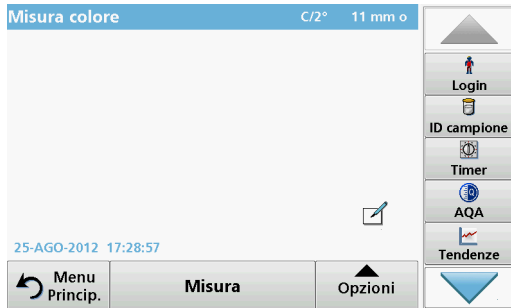 Misura colore C/2° 11 mm o
Login
ID campione
Timer
AQA
Tendenze
25-AGO-2012 17:28:57
Menu
Princip.
Misura
Opzioni